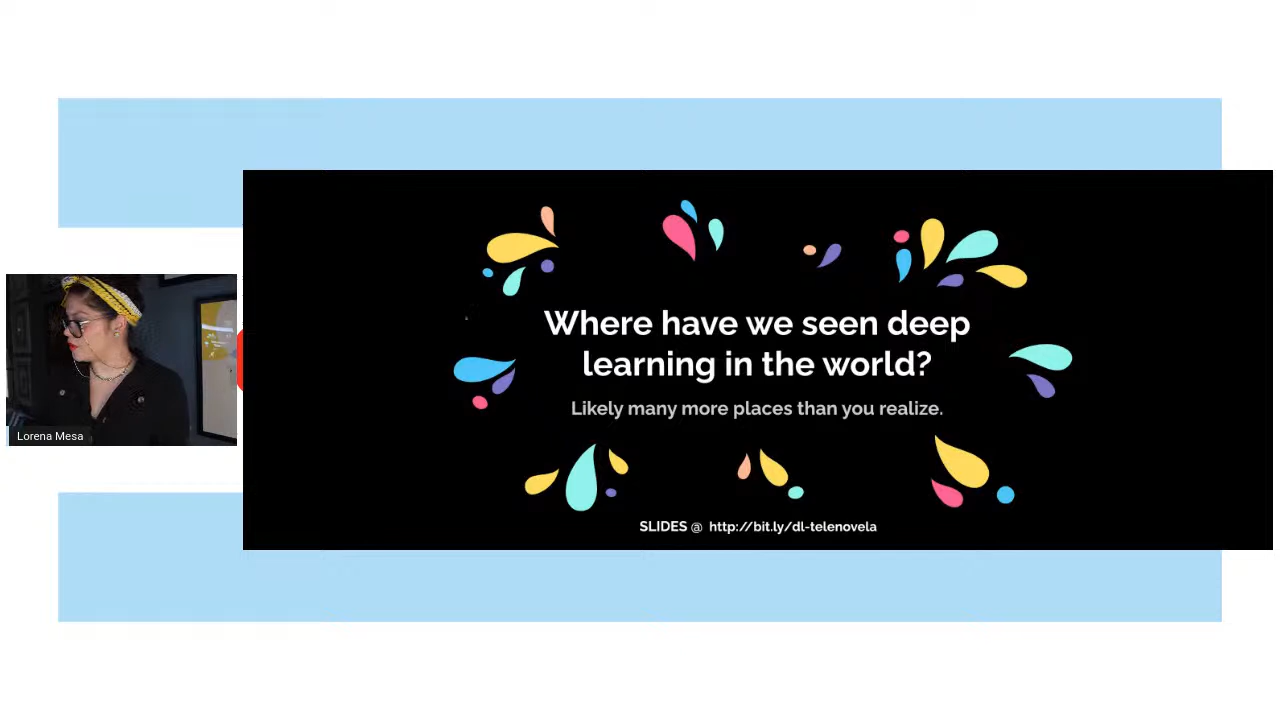 Where have we seen deep
learning in the world?
Likely many more places than you realize.
SLIDES @ http://bit.ly/dl-telenovela
Lorena Mesa